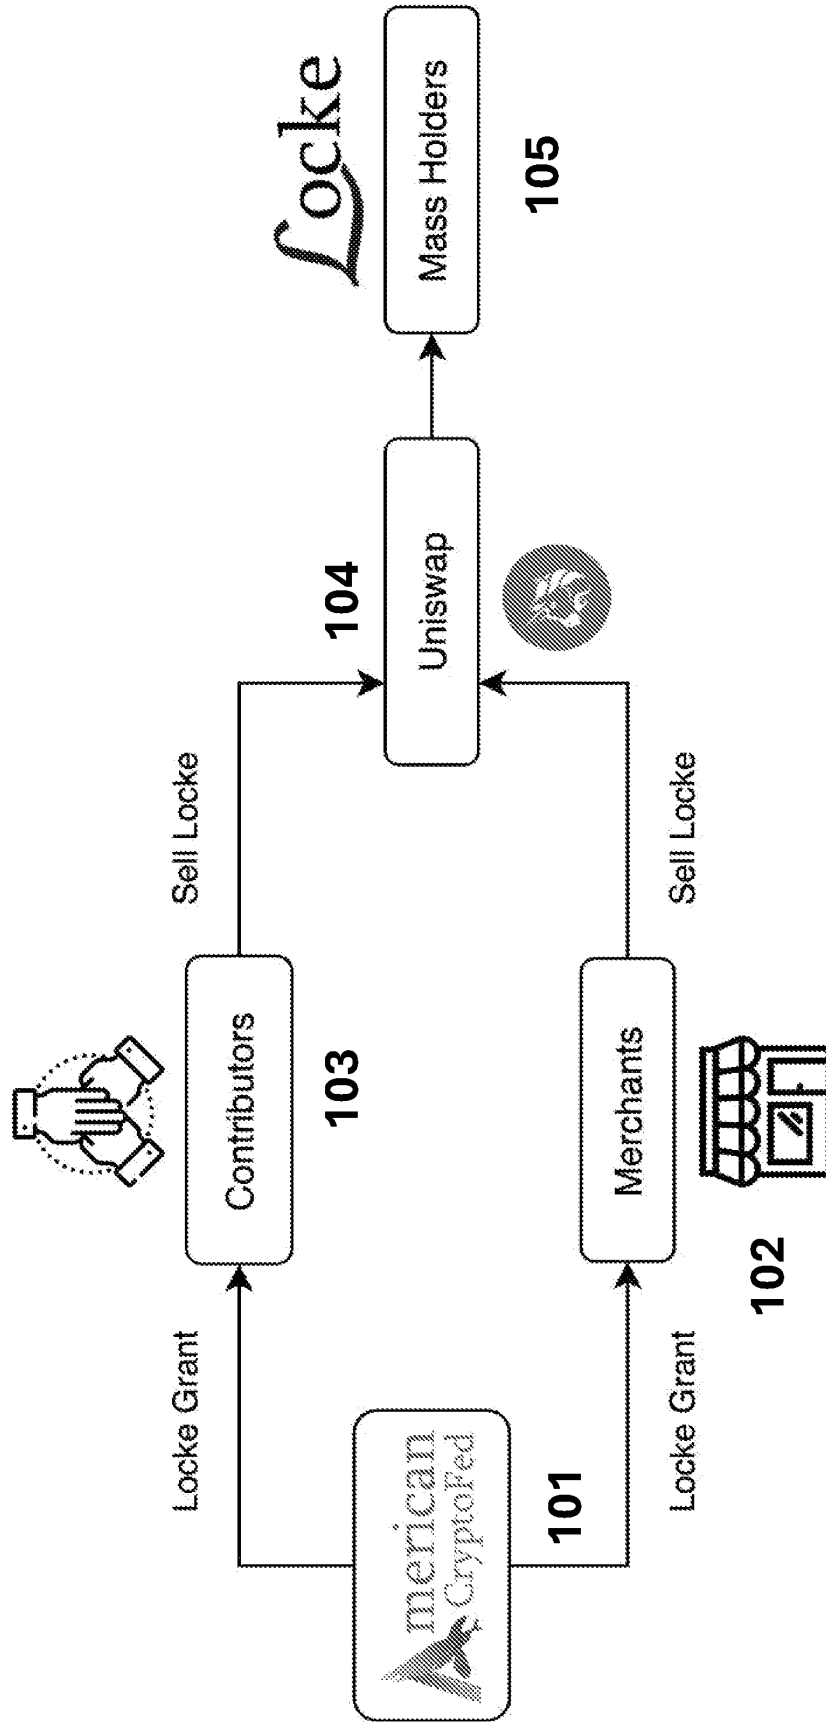 Locke Grant
Contributors
103
Sell Locke
American
CryptoFed
101
104
Uniswap
Locke
Mass Holders
105
Locke Grant
Merchants
102
Sell Locke